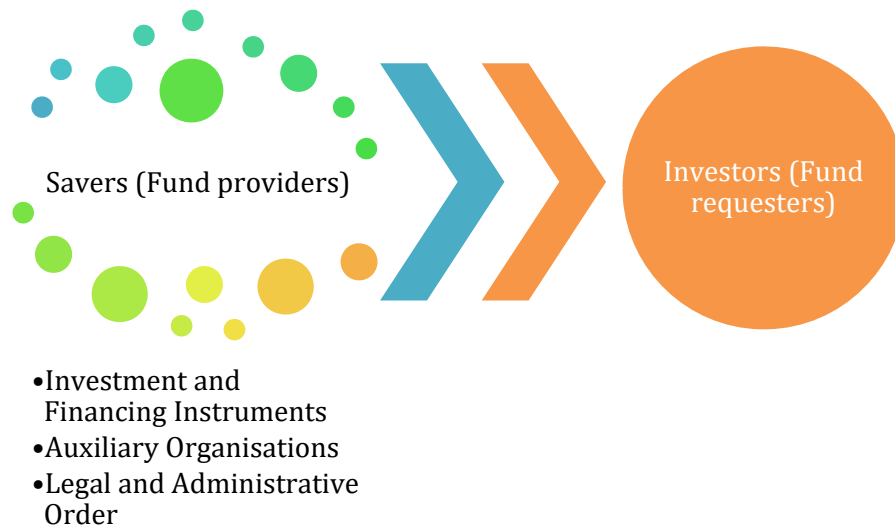 Savers (Fund providers)
Investors (Fund
requesters)
•Investment and
Financing Instruments
•Auxiliary Organisations
•Legal and Administrative
Order